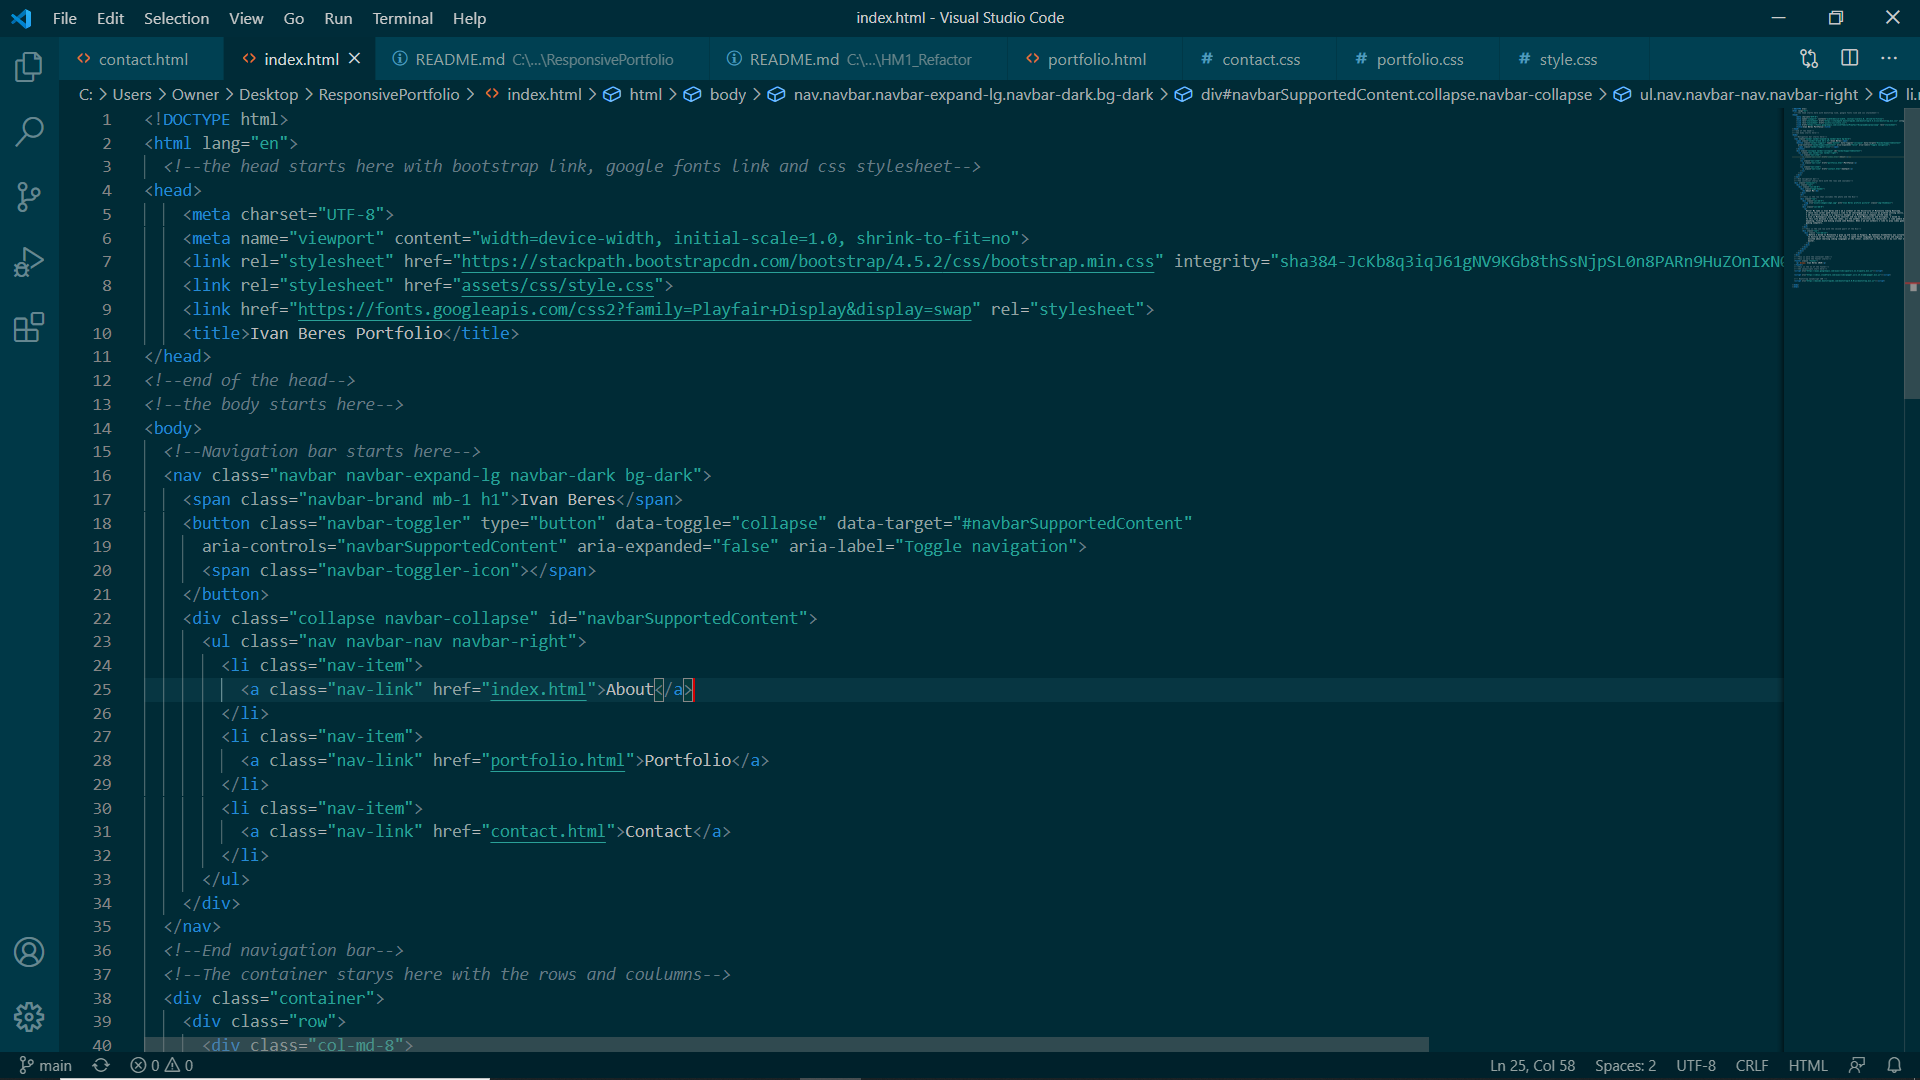 File Edit Selection View Go Run Terminal Help index.html - Visual Studio Code
contact.html index.html README.md C:\...\ResponsivePortfolio README.md C:\...\HM1_Refactor portfolio.html contact.css portfolio.css style.css
C: > Users > Owner > Desktop > ResponsivePortfolio > index.html > html > body > nav.navbar.navbar-expand-lg.navbar-dark.bg-dark > div#navbarSupportedContent.collapse.navbar-collapse > ul.nav.navbar-nav.navbar-right > li.
1 <!DOCTYPE html>
2 <html lang="en">
3 <!--the head starts here with bootstrap link, google fonts link and css stylesheet-->
4 <head>
5 <meta charset="UTF-8">
6 <meta name="viewport" content="width=device-width, initial-scale=1.0, shrink-to-fit=no">
7 <link rel="stylesheet" href="https://stackpath.bootstrapcdn.com/bootstrap/4.5.2/css/bootstrap.min.css" integrity="sha384-JcKb8q3iqJ61gNV9KGb8thSsNjpSL0n8PARn9HuZOnIxN
8 <link rel="stylesheet" href="assets/css/style.css">
9 <link href="https://fonts.googleapis.com/css2?family=Playfair+Display&display=swap" rel="stylesheet">
10 <title>Ivan Beres Portfolio</title>
11 </head>
12 <!--end of the head-->
13 <!--the body starts here-->
14 <body>
15 <!--Navigation bar starts here-->
16 <nav class="navbar navbar-expand-lg navbar-dark bg-dark">
17 <span class="navbar-brand mb-1 h1">Ivan Beres</span>
18 <button class="navbar-toggler" type="button" data-toggle="collapse" data-target="#navbarSupportedContent"
19 aria-controls="navbarSupportedContent" aria-expanded="false" aria-label="Toggle navigation">
20 <span class="navbar-toggler-icon"></span>
21 </button>
22 <div class="collapse navbar-collapse" id="navbarSupportedContent">
23 <ul class="nav navbar-nav navbar-right">
24 <li class="nav-item">
25 <a class="nav-link" href="index.html">About</a>
26 </li>
27 <li class="nav-item">
28 <a class="nav-link" href="portfolio.html">Portfolio</a>
29 </li>
30 <li class="nav-item">
31 <a class="nav-link" href="contact.html">Contact</a>
32 </li>
33 </ul>
34 </div>
35 </nav>
36 <!--End navigation bar-->
37 <!--The container starys here with the rows and coulumns-->
38 <div class="container">
39 <div class="row">
40 <div class="col-md-8">
main 0 0 Ln 25, Col 58 Spaces: 2 UTF-8 CRLF HTML